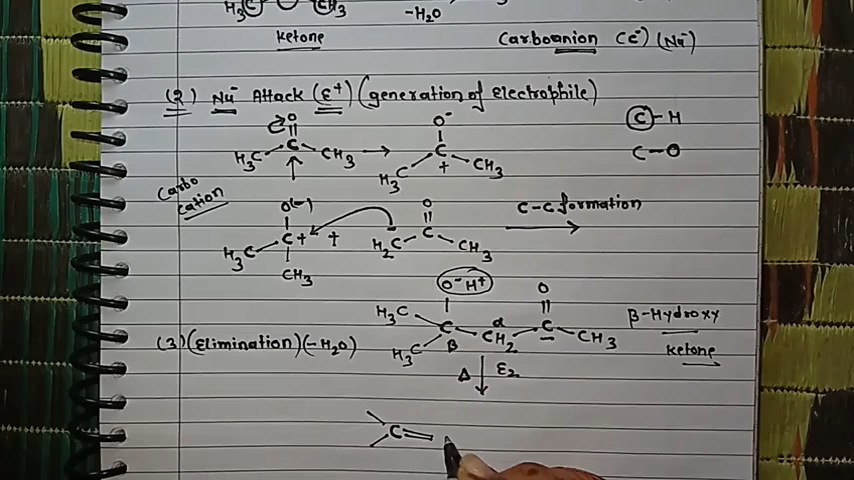 H₃C CH₃ -H₂O
ketone Carboanion (C⁻) (Nu⁻)
(2) Nu⁻ Attack (E⁺) (generation of electrophile)
O O⁻ C-H
H₃C C CH₃ → H₃C C + CH₃ C-O
Carbo cation
O(-) O C-C formation
H₃C C+ + H₂C⁻ C CH₃ →
CH₃
O⁻H⁺ O
H₃C β-Hydroxy
C CH₂ α C CH₃
(3) (Elimination) (-H₂O) H₃C β ketone
Δ E₂
C=